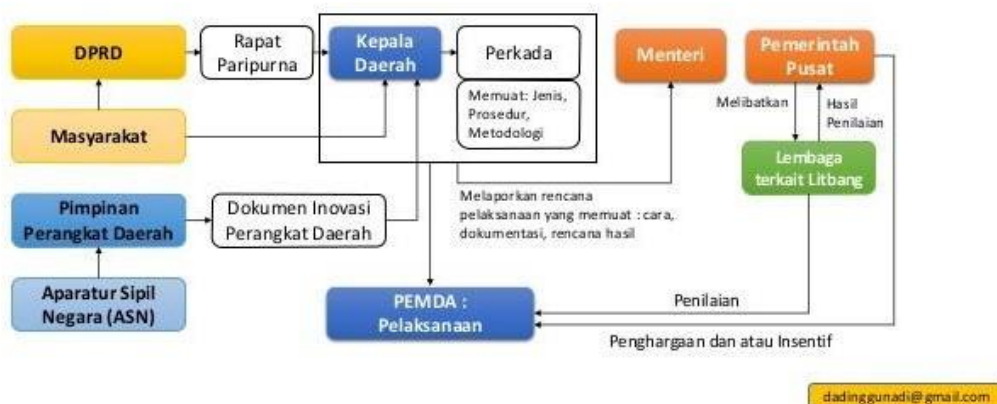 DPRD
Rapat
Paripurna
Kepala
Daerah
Perkada
Memuat: Jenis,
Prosedur,
Metodologi
Menteri
Pemerintah
Pusat
Melibatkan
Hasil
Penilaian
Masyarakat
Lembaga
terkait Litbang
Pimpinan
Perangkat Daerah
Dokumen Inovasi
Perangkat Daerah
Melaporkan rencana
pelaksanaan yang memuat : cara,
dokumentasi, rencana hasil
Aparatur Sipil
Negara (ASN)
PEMDA :
Pelaksanaan
Penilaian
Penghargaan dan atau Insentif
dadinggunadi@gmail.com